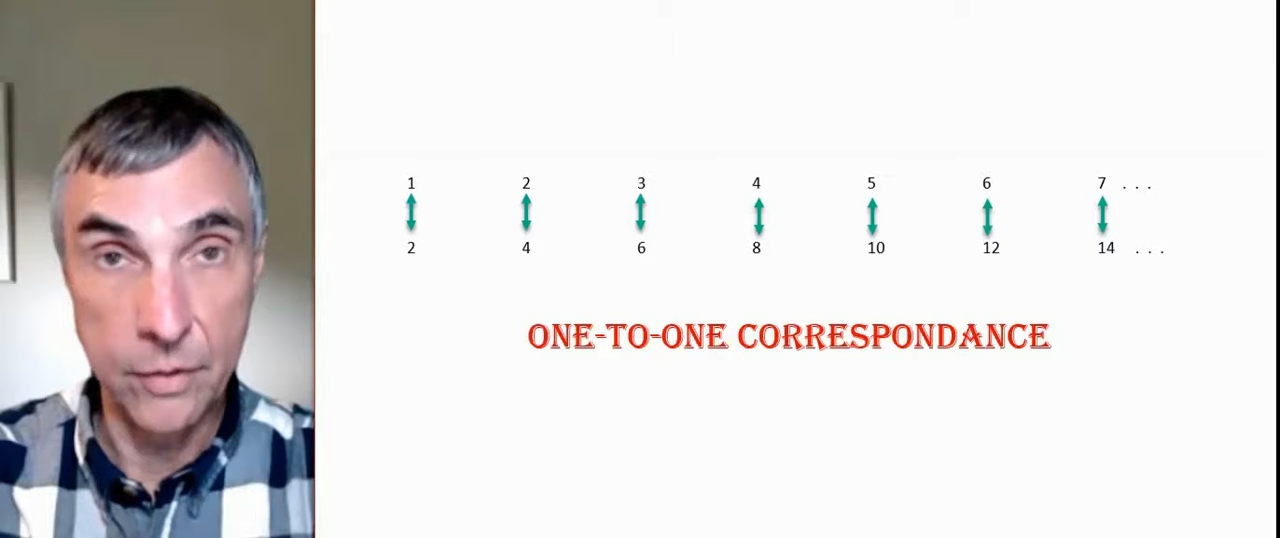 1 2 3 4 5 6 7 . . .
2 4 6 8 10 12 14 . . .
ONE-TO-ONE CORRESPONDANCE